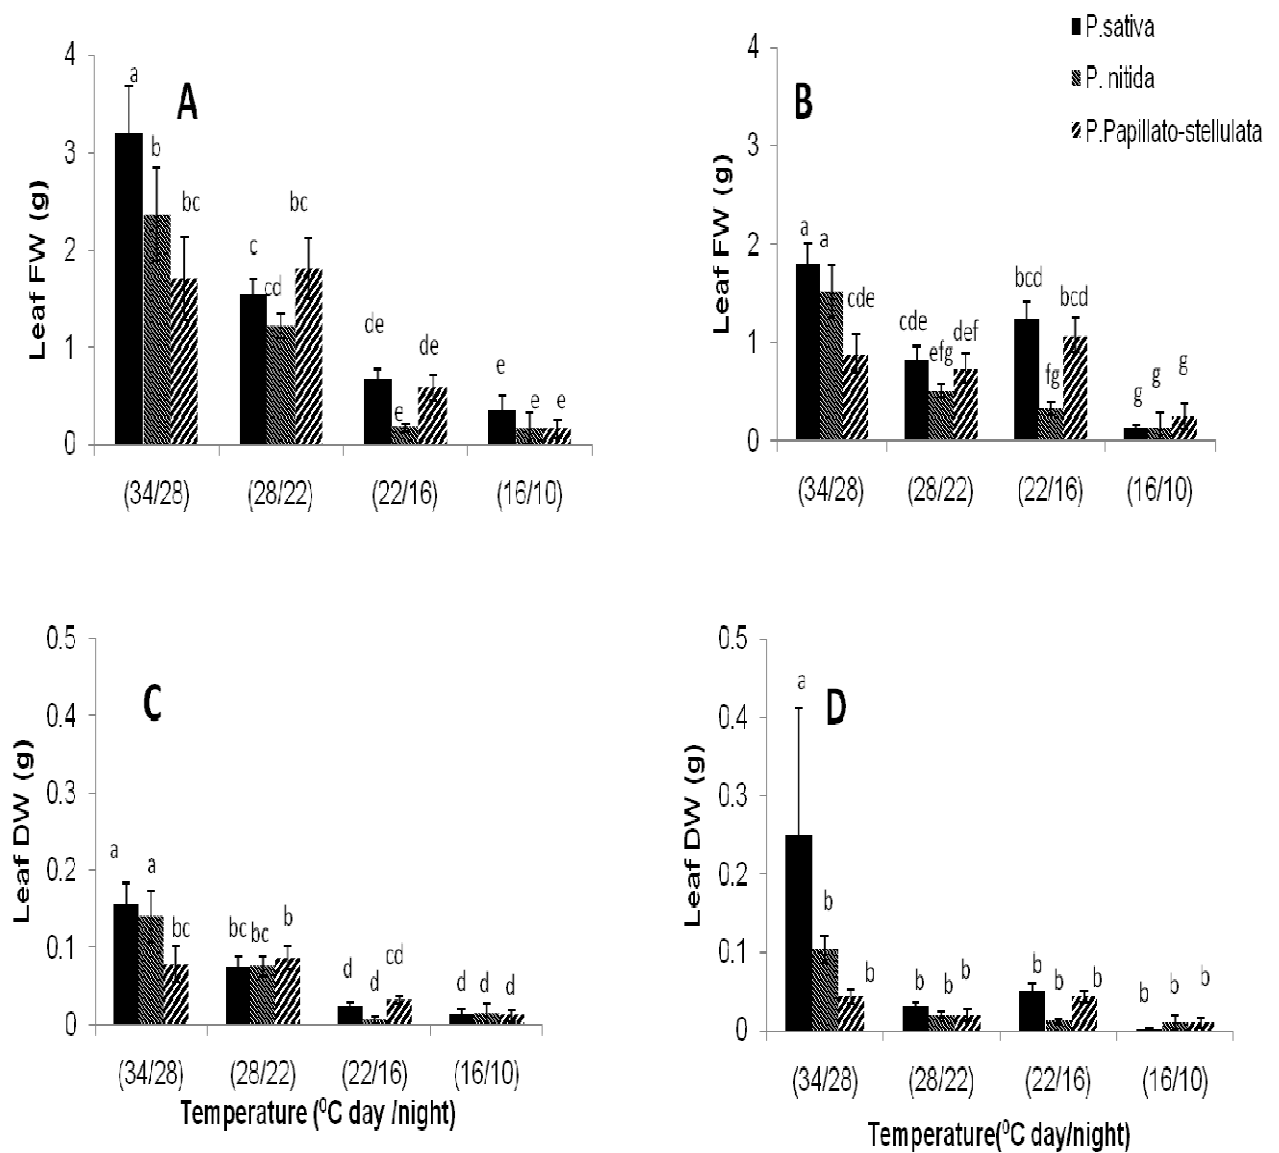 P.sativa
P. nitida
P.Papillato-stellulata
A
Leaf FW (g)
4
3
2
1
0
a
b
bc
c
cd
bc
de
e
de
e
e
e
(34/28) (28/22) (22/16) (16/10)
B
Leaf FW (g)
4
3
2
1
0
a
a
cde
cde
efg
def
bcd
fg
bcd
g
g
g
(34/28) (28/22) (22/16) (16/10)
C
Leaf DW (g)
0.5
0.4
0.3
0.2
0.1
0
a
a
bc
bc
bc
b
d
d
cd
d
d
d
(34/28) (28/22) (22/16) (16/10)
Temperature (⁰C day /night)
D
Leaf DW (g)
0.5
0.4
0.3
0.2
0.1
0
a
b
b
b
b
b
b
b
b
b
b
b
(34/28) (28/22) (22/16) (16/10)
Temperature(⁰C day/night)